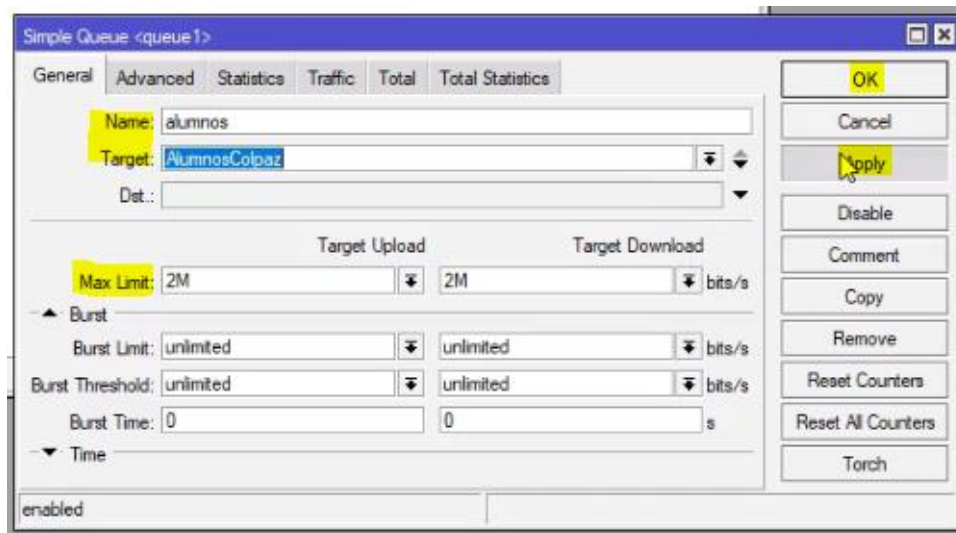 Simple Queue <queue1>
General Advanced Statistics Traffic Total Total Statistics
OK
Name: alumnos
Cancel
Target: AlumnosColpaz
Apply
Dst.:
Disable
Target Upload Target Download
Comment
Max Limit: 2M 2M bits/s
Copy
Burst
Remove
Burst Limit: unlimited unlimited bits/s
Burst Threshold: unlimited unlimited bits/s
Reset Counters
Burst Time: 0 0 s
Reset All Counters
Time
Torch
enabled